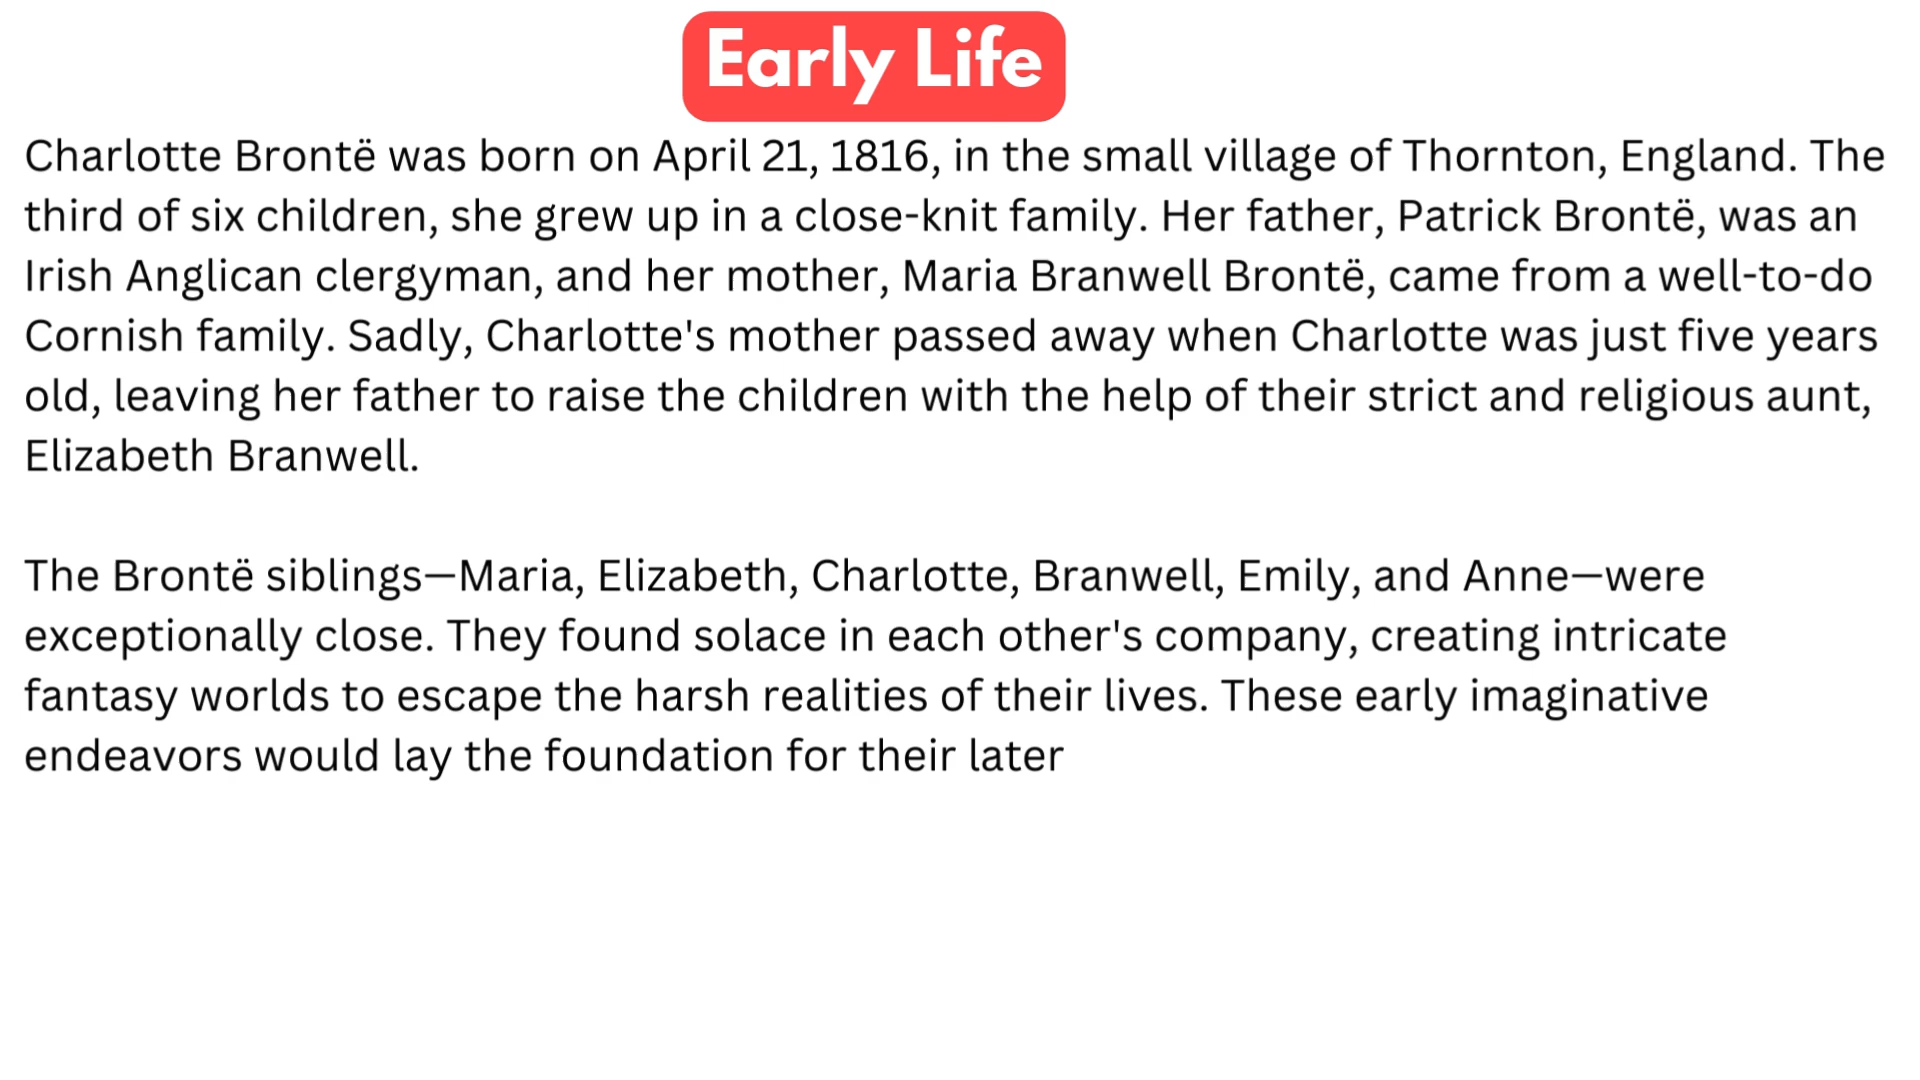 Early Life
Charlotte Brontë was born on April 21, 1816, in the small village of Thornton, England. The
third of six children, she grew up in a close-knit family. Her father, Patrick Brontë, was an
Irish Anglican clergyman, and her mother, Maria Branwell Brontë, came from a well-to-do
Cornish family. Sadly, Charlotte's mother passed away when Charlotte was just five years
old, leaving her father to raise the children with the help of their strict and religious aunt,
Elizabeth Branwell.
The Brontë siblings—Maria, Elizabeth, Charlotte, Branwell, Emily, and Anne—were
exceptionally close. They found solace in each other's company, creating intricate
fantasy worlds to escape the harsh realities of their lives. These early imaginative
endeavors would lay the foundation for their later